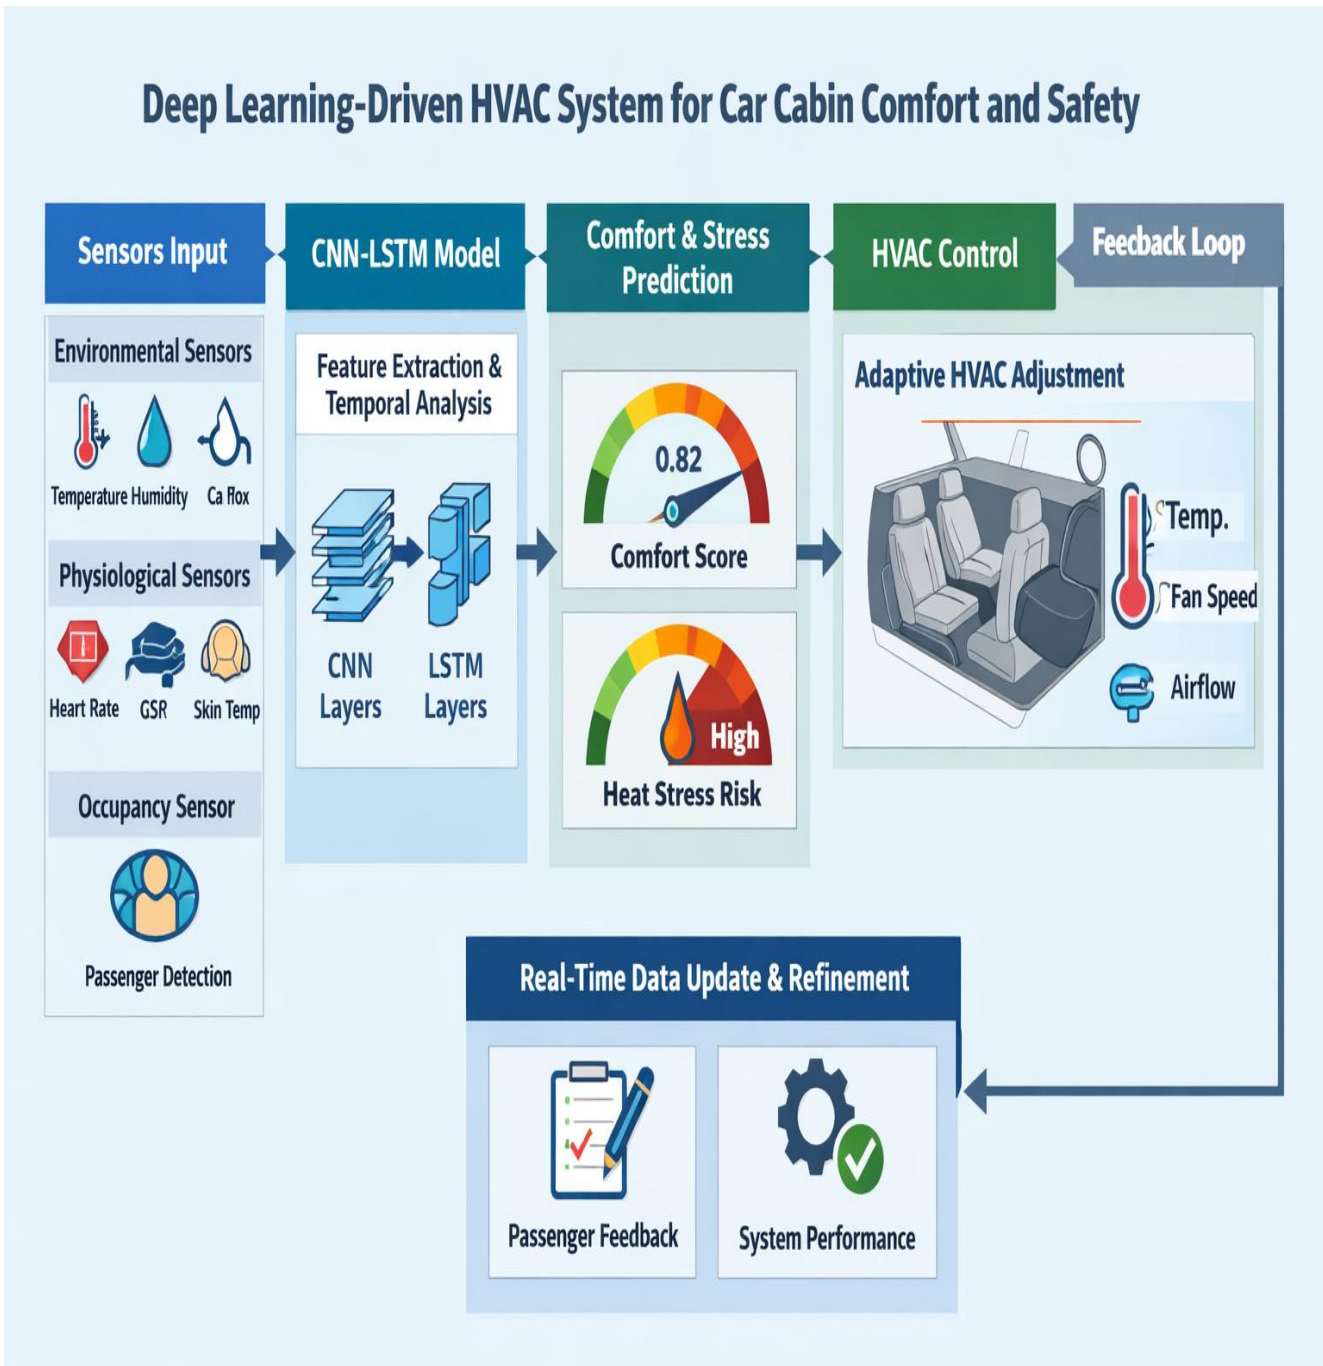 Deep Learning-Driven HVAC System for Car Cabin Comfort and Safety
Sensors Input
CNN-LSTM Model
Comfort & Stress
Prediction
HVAC Control
Feedback Loop
Environmental Sensors
Temperature Humidity Ca flox
Physiological Sensors
Heart Rate GSR Skin Temp
Occupancy Sensor
Passenger Detection
Feature Extraction &
Temporal Analysis
CNN
Layers
LSTM
Layers
0.82
Comfort Score
High
Heat Stress Risk
Adaptive HVAC Adjustment
Temp.
Fan Speed
Airflow
Real-Time Data Update & Refinement
Passenger Feedback
System Performance